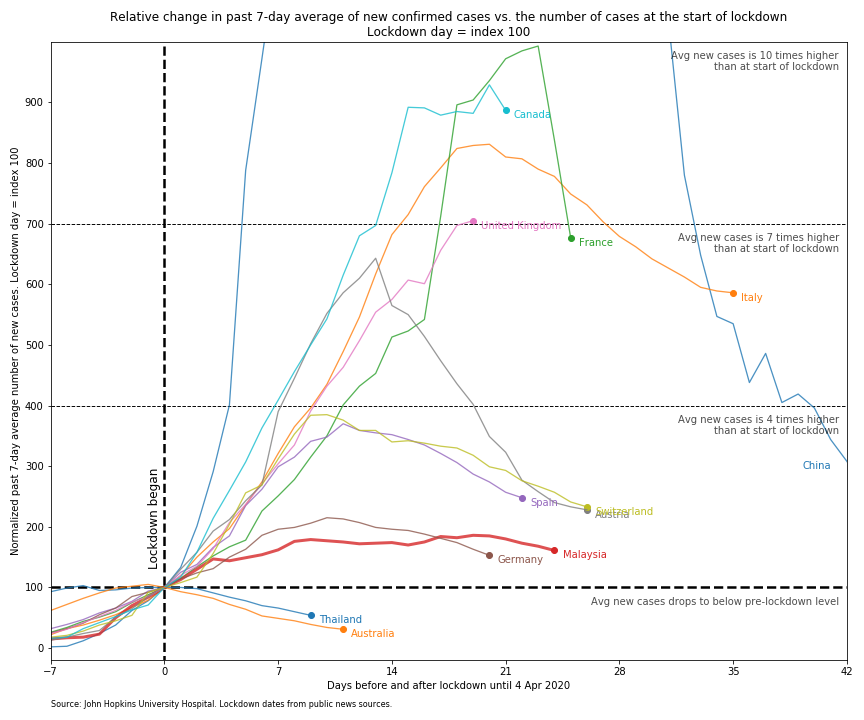 Relative change in past 7-day average of new confirmed cases vs. the number of cases at the start of lockdown
Lockdown day = index 100
Normalized past 7-day average number of new cases. Lockdown day = index 100
900
800
700
600
500
400
300
200
100
0
Avg new cases is 10 times higher
than at start of lockdown
Canada
United Kingdom
France
Avg new cases is 7 times higher
than at start of lockdown
Italy
Avg new cases is 4 times higher
than at start of lockdown
China
Lockdown began
Spain
Switzerland
Austria
Germany
Malaysia
Avg new cases drops to below pre-lockdown level
Thailand
Australia
−7
0
7
14
21
28
35
42
Days before and after lockdown until 4 Apr 2020
Source: John Hopkins University Hospital. Lockdown dates from public news sources.